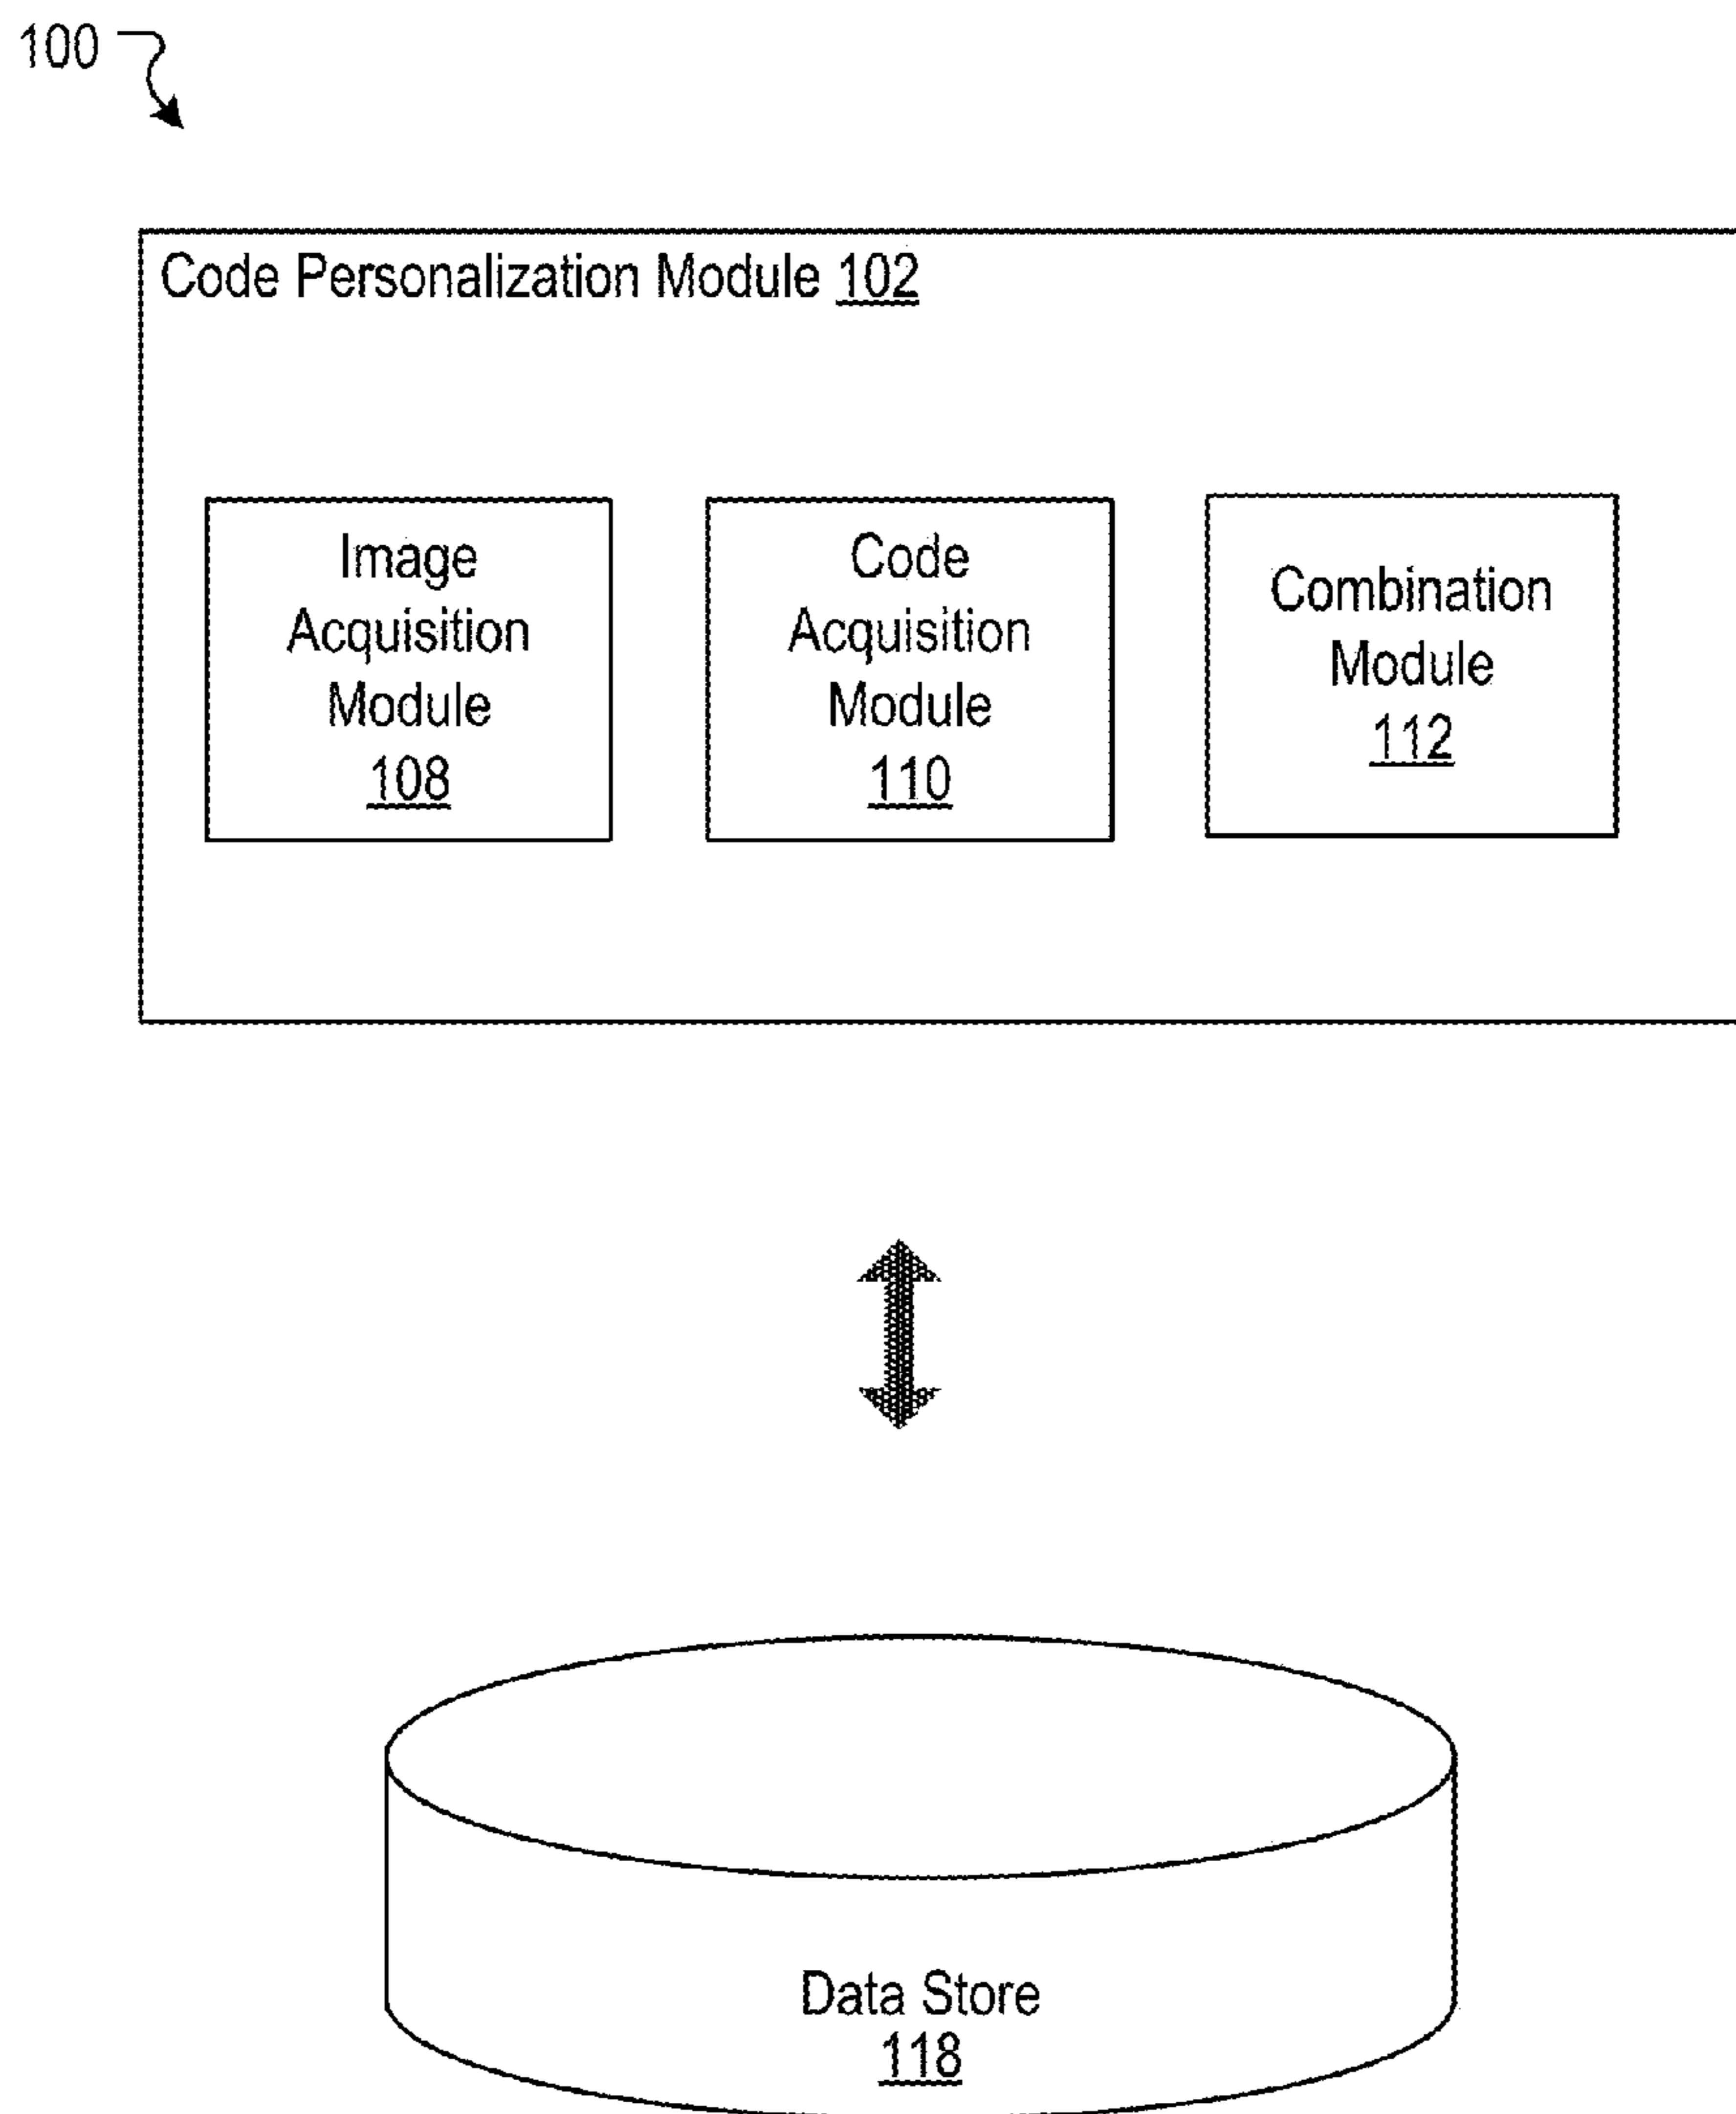 100
Code Personalization Module 102
Image
Acquisition
Module
108
Code
Acquisition
Module
110
Combination
Module
112
Data Store
118